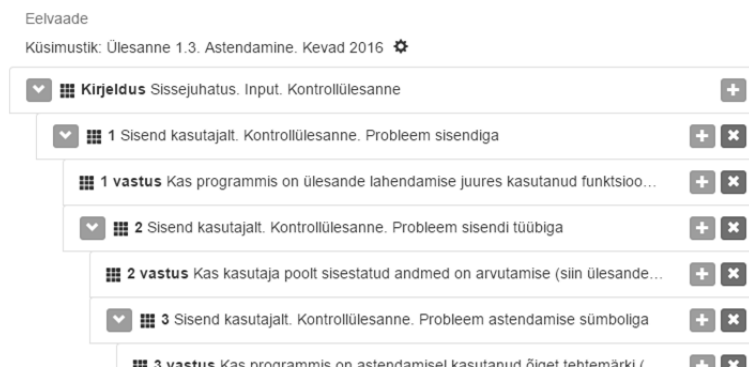 Eelvaade
Küsimustik: Ülesanne 1.3. Astendamine. Kevad 2016
Kirjeldus Sissejuhatus. Input. Kontrollülesanne
1 Sisend kasutajalt. Kontrollülesanne. Probleem sisendiga
1 vastus Kas programmis on ülesande lahendamise juures kasutanud funktsioo...
2 Sisend kasutajalt. Kontrollülesanne. Probleem sisendi tüübiga
2 vastus Kas kasutaja poolt sisestatud andmed on arvutamise (siin ülesande...
3 Sisend kasutajalt. Kontrollülesanne. Probleem astendamise sümboliga
3 vastus Kas programmis on astendamisel kasutanud õiget tehtemärki (